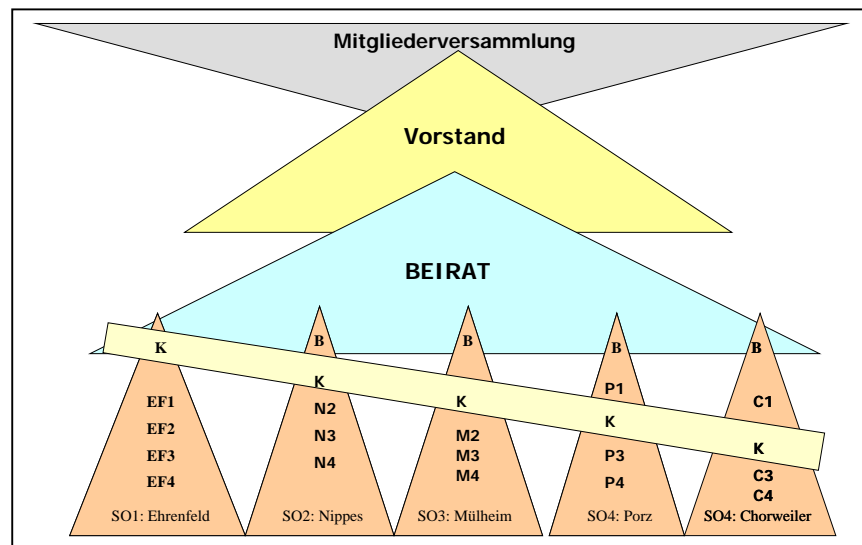 Mitgliederversammlung
Vorstand
BEIRAT
K
EF1
EF2
EF3
EF4
SO1: Ehrenfeld
B
K
N2
N3
N4
SO2: Nippes
B
K
M2
M3
M4
SO3: Mülheim
B
P1
K
P3
P4
SO4: Porz
B
C1
K
C3
C4
SO4: Chorweiler